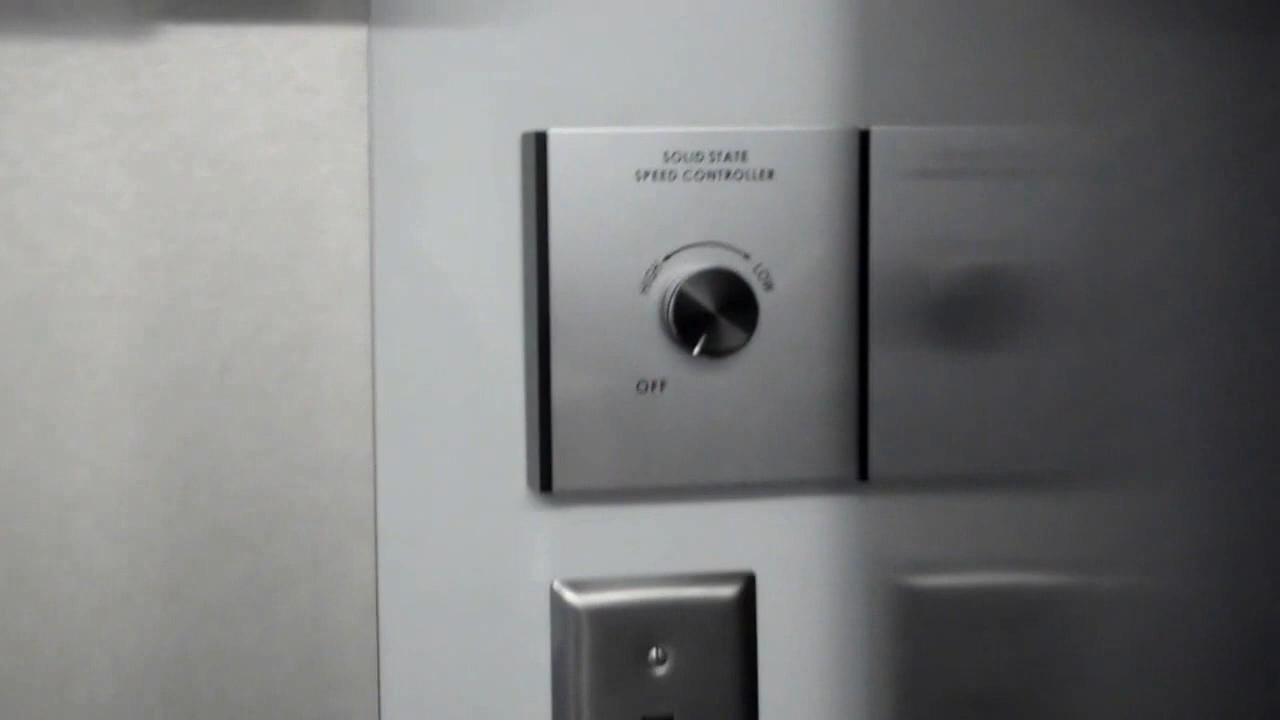 SOLID STATE
SPEED CONTROLLER
HIGH
LOW
OFF